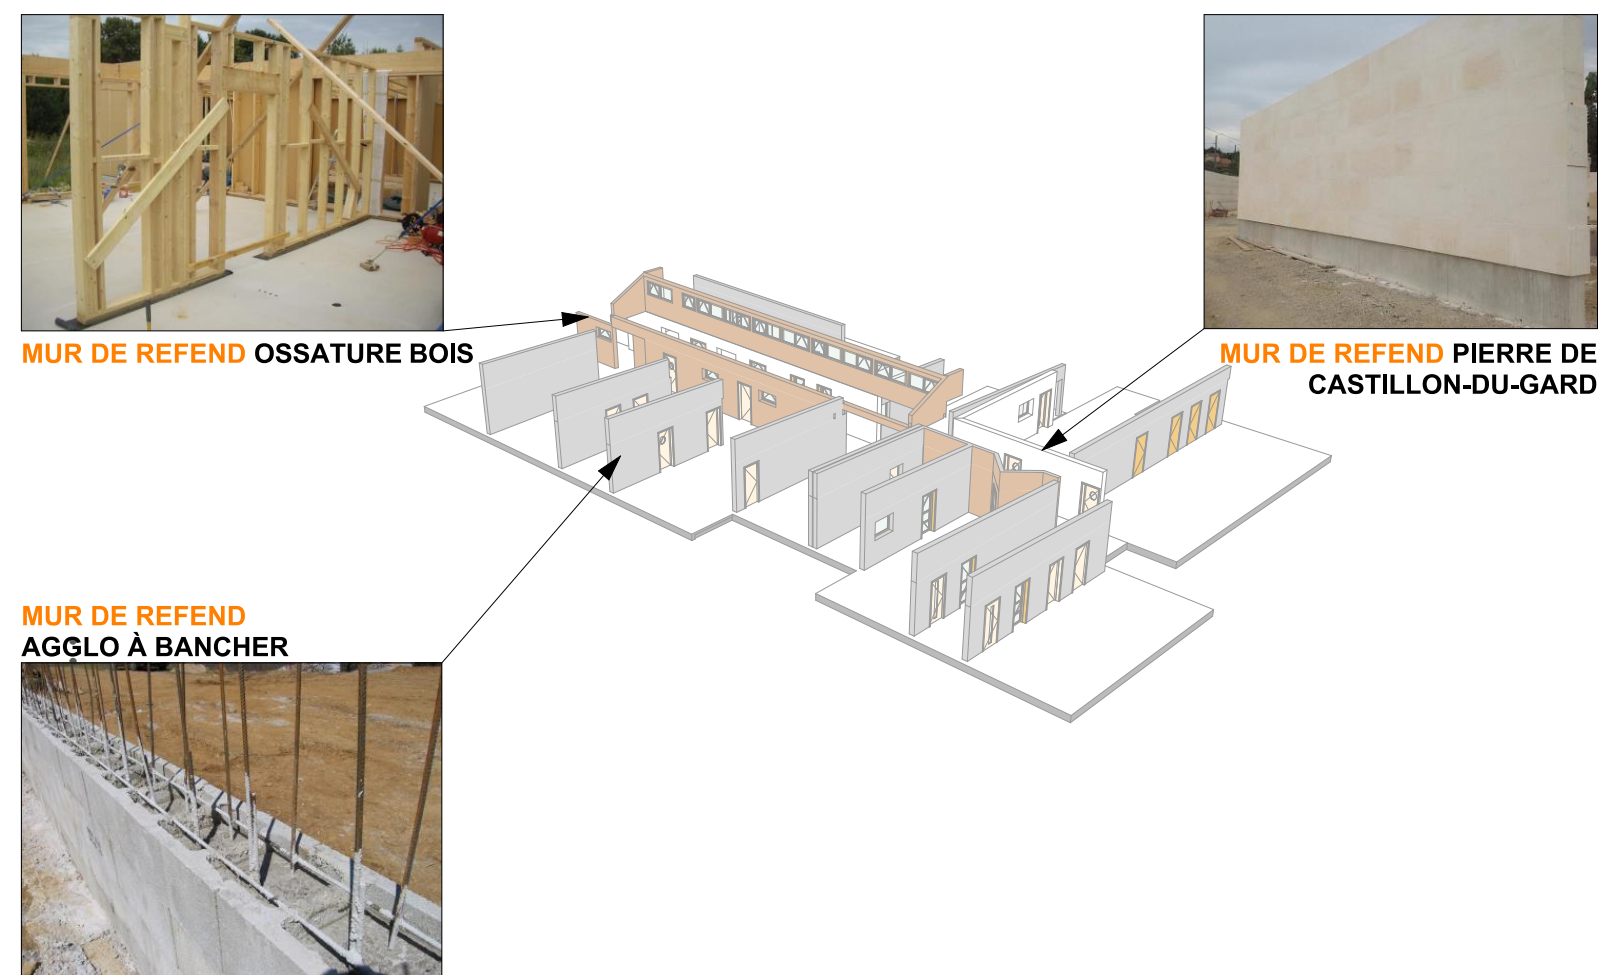 MUR DE REFEND OSSATURE BOIS
MUR DE REFEND PIERRE DE
CASTILLON-DU-GARD
MUR DE REFEND
AGGLO À BANCHER